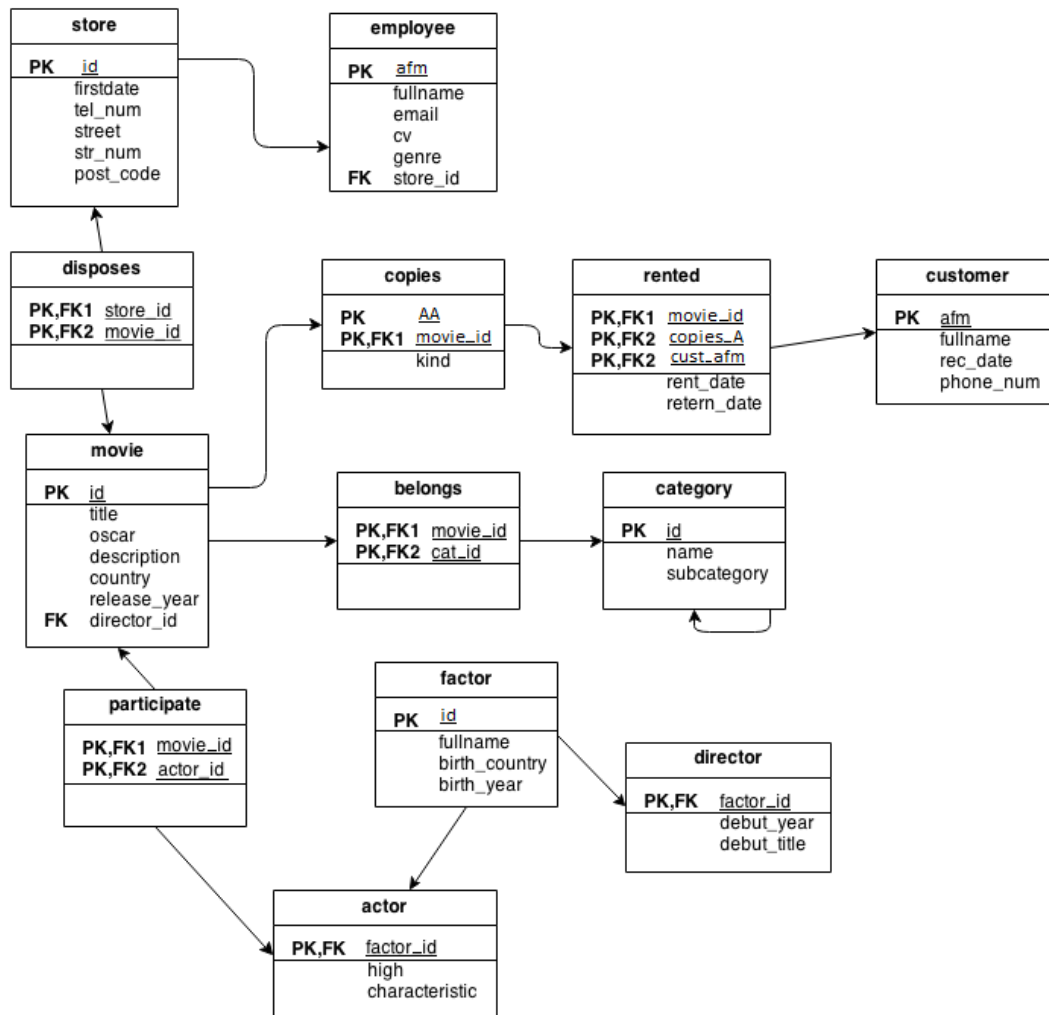 store
PK id
firstdate
tel_num
street
str_num
post_code
employee
PK afm
fullname
email
cv
genre
FK store_id
disposes
PK,FK1 store_id
PK,FK2 movie_id
copies
PK AA
PK,FK1 movie_id
kind
rented
PK,FK1 movie_id
PK,FK2 copies_A
PK,FK2 cust_afm
rent_date
retern_date
customer
PK afm
fullname
rec_date
phone_num
movie
PK id
title
oscar
description
country
release_year
FK director_id
belongs
PK,FK1 movie_id
PK,FK2 cat_id
category
PK id
name
subcategory
participate
PK,FK1 movie_id
PK,FK2 actor_id
factor
PK id
fullname
birth_country
birth_year
director
PK,FK factor_id
debut_year
debut_title
actor
PK,FK factor_id
high
characteristic